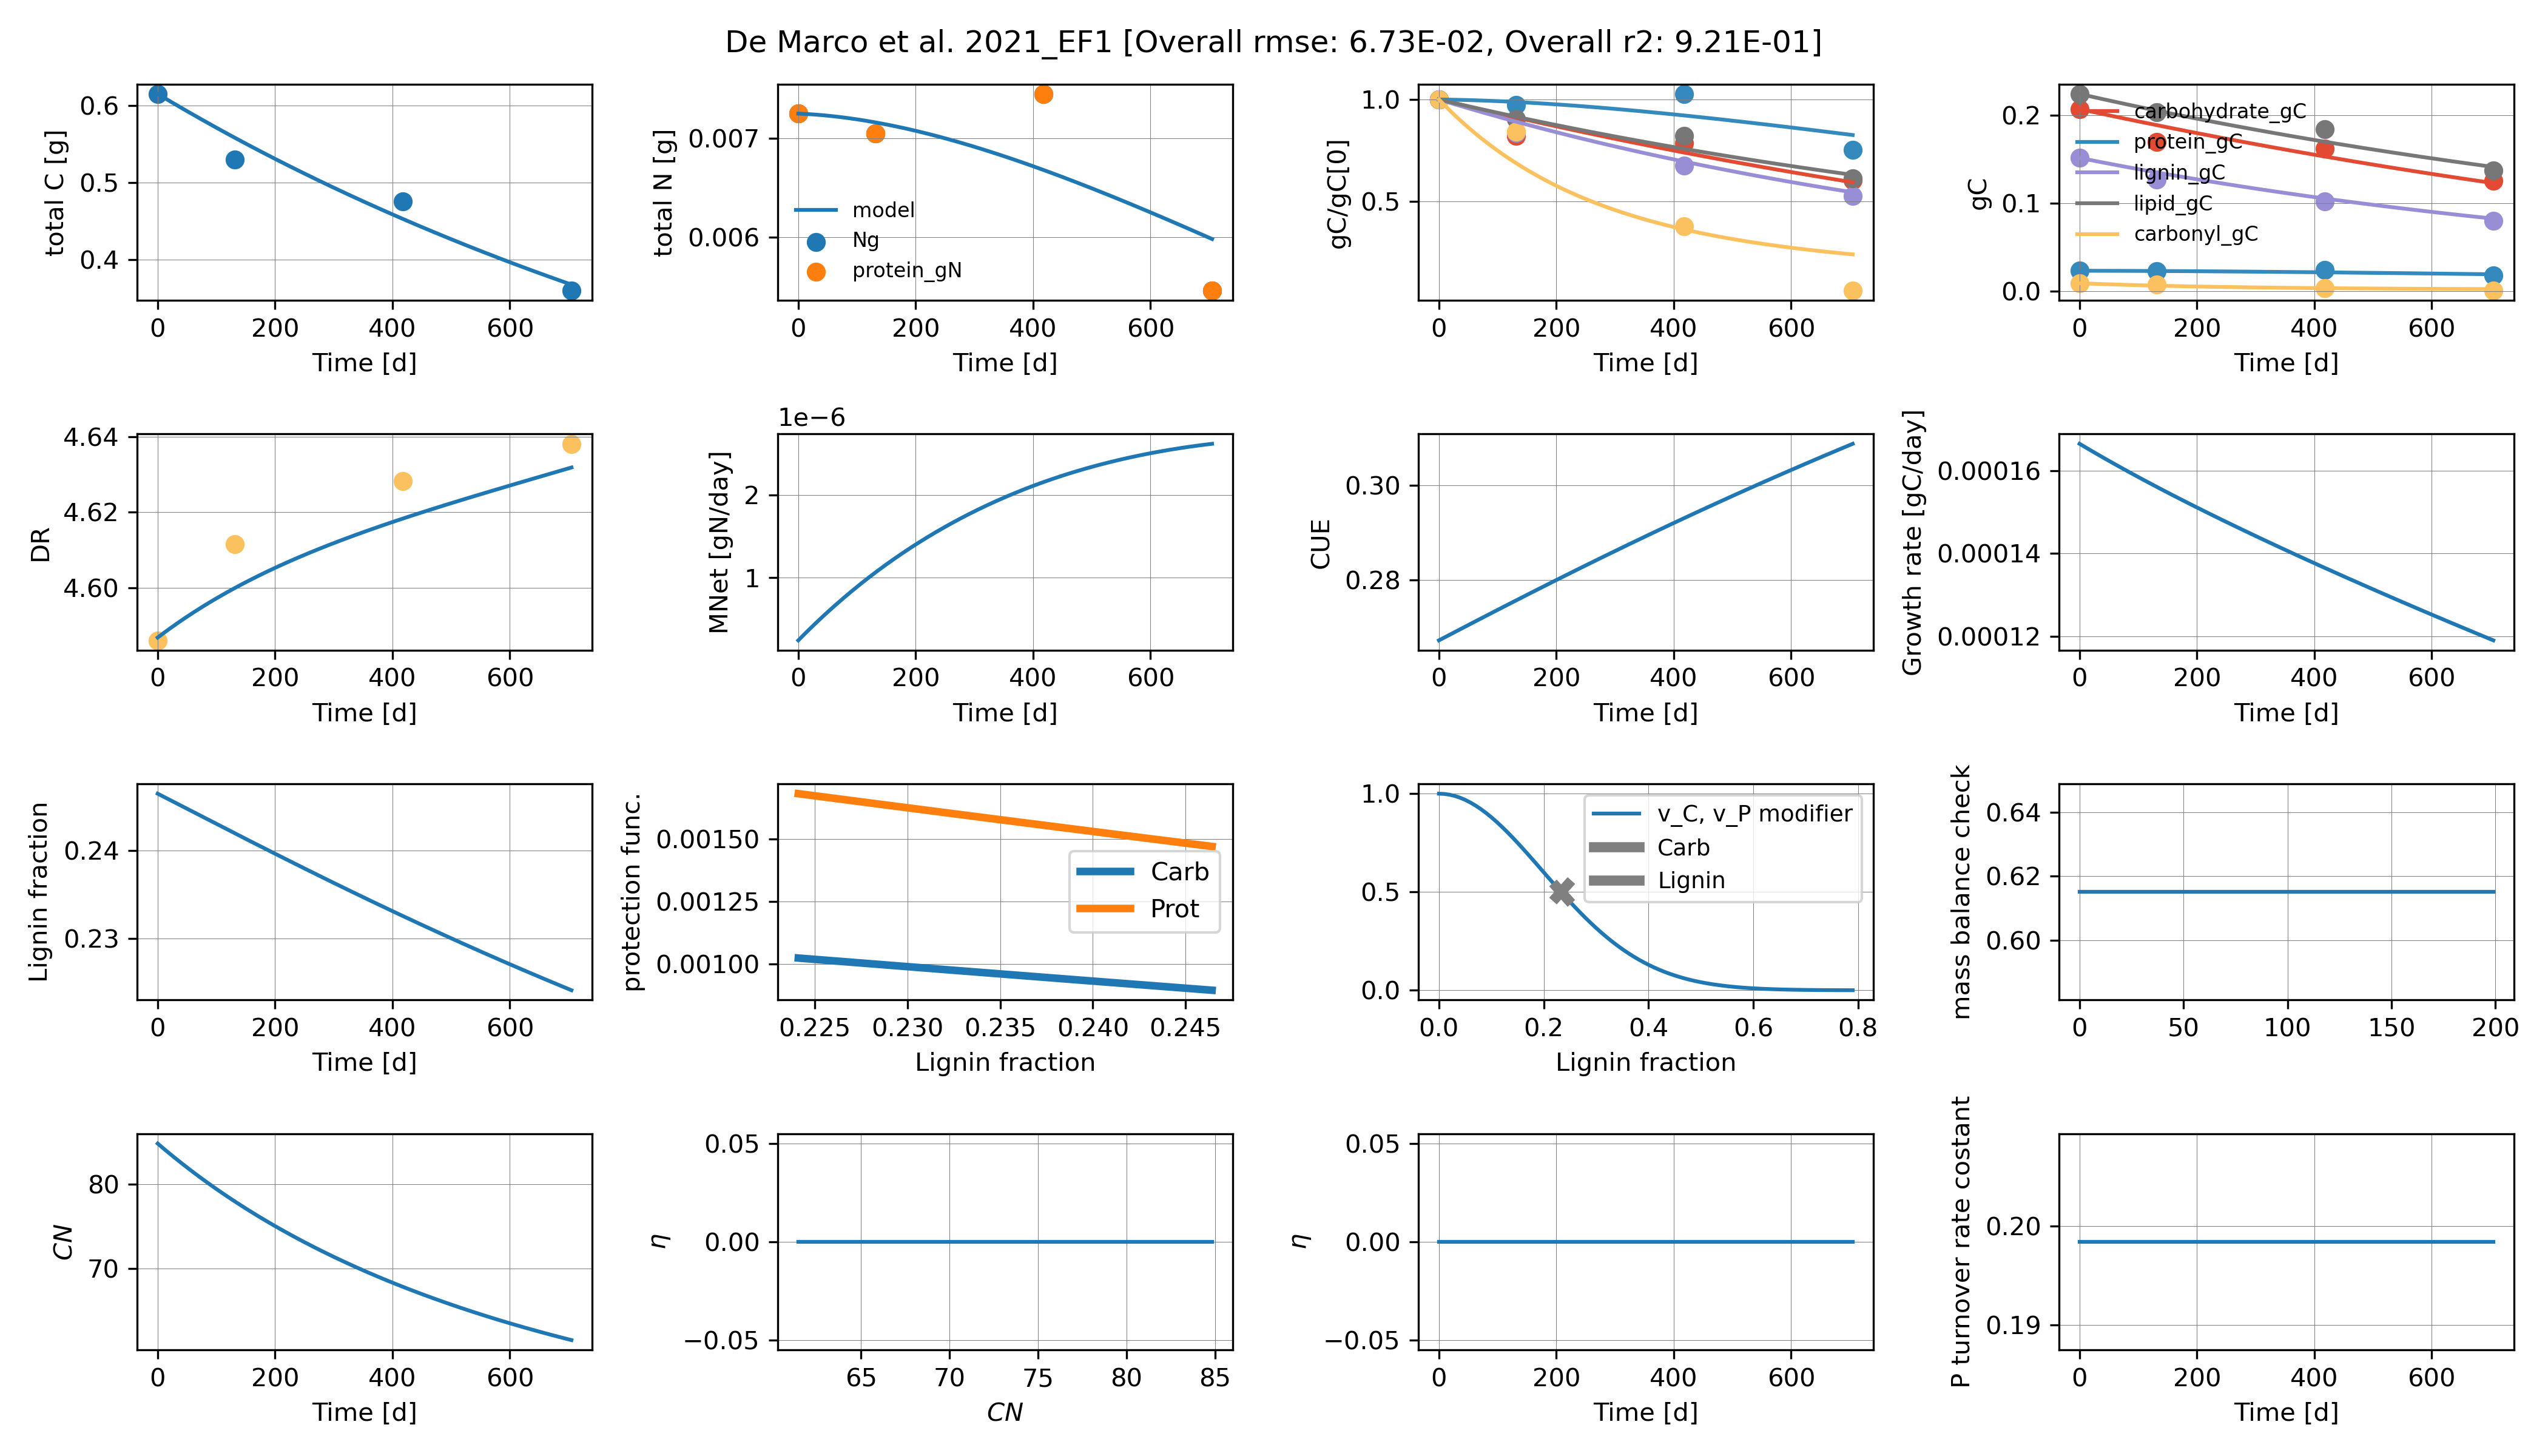 De Marco et al. 2021_EF1 [Overall rmse: 6.73E-02, Overall r2: 9.21E-01]
total C [g]
0.6
0.5
0.4
0
200
400
600
Time [d]
total N [g]
0.007
0.006
model
Ng
protein_gN
0
200
400
600
Time [d]
gC/gC[0]
1.0
0.5
0
200
400
600
Time [d]
gC
0.2
0.1
0.0
carbohydrate_gC
protein_gC
lignin_gC
lipid_gC
carbonyl_gC
0
200
400
600
Time [d]
DR
4.64
4.62
4.60
0
200
400
600
Time [d]
1e−6
MNet [gN/day]
2
1
0
200
400
600
Time [d]
CUE
0.30
0.28
0
200
400
600
Time [d]
Growth rate [gC/day]
0.00016
0.00014
0.00012
0
200
400
600
Time [d]
Lignin fraction
0.24
0.23
0
200
400
600
Time [d]
protection func.
0.00150
0.00125
0.00100
Carb
Prot
0.225
0.230
0.235
0.240
0.245
Lignin fraction
1.0
0.5
0.0
v_C, v_P modifier
Carb
Lignin
0.0
0.2
0.4
0.6
0.8
Lignin fraction
mass balance check
0.64
0.62
0.60
0
50
100
150
200
CN
80
70
0
200
400
600
Time [d]
η
0.05
0.00
−0.05
65
70
75
80
85
CN
η
0.05
0.00
−0.05
0
200
400
600
Time [d]
P turnover rate costant
0.20
0.19
0
200
400
600
Time [d]